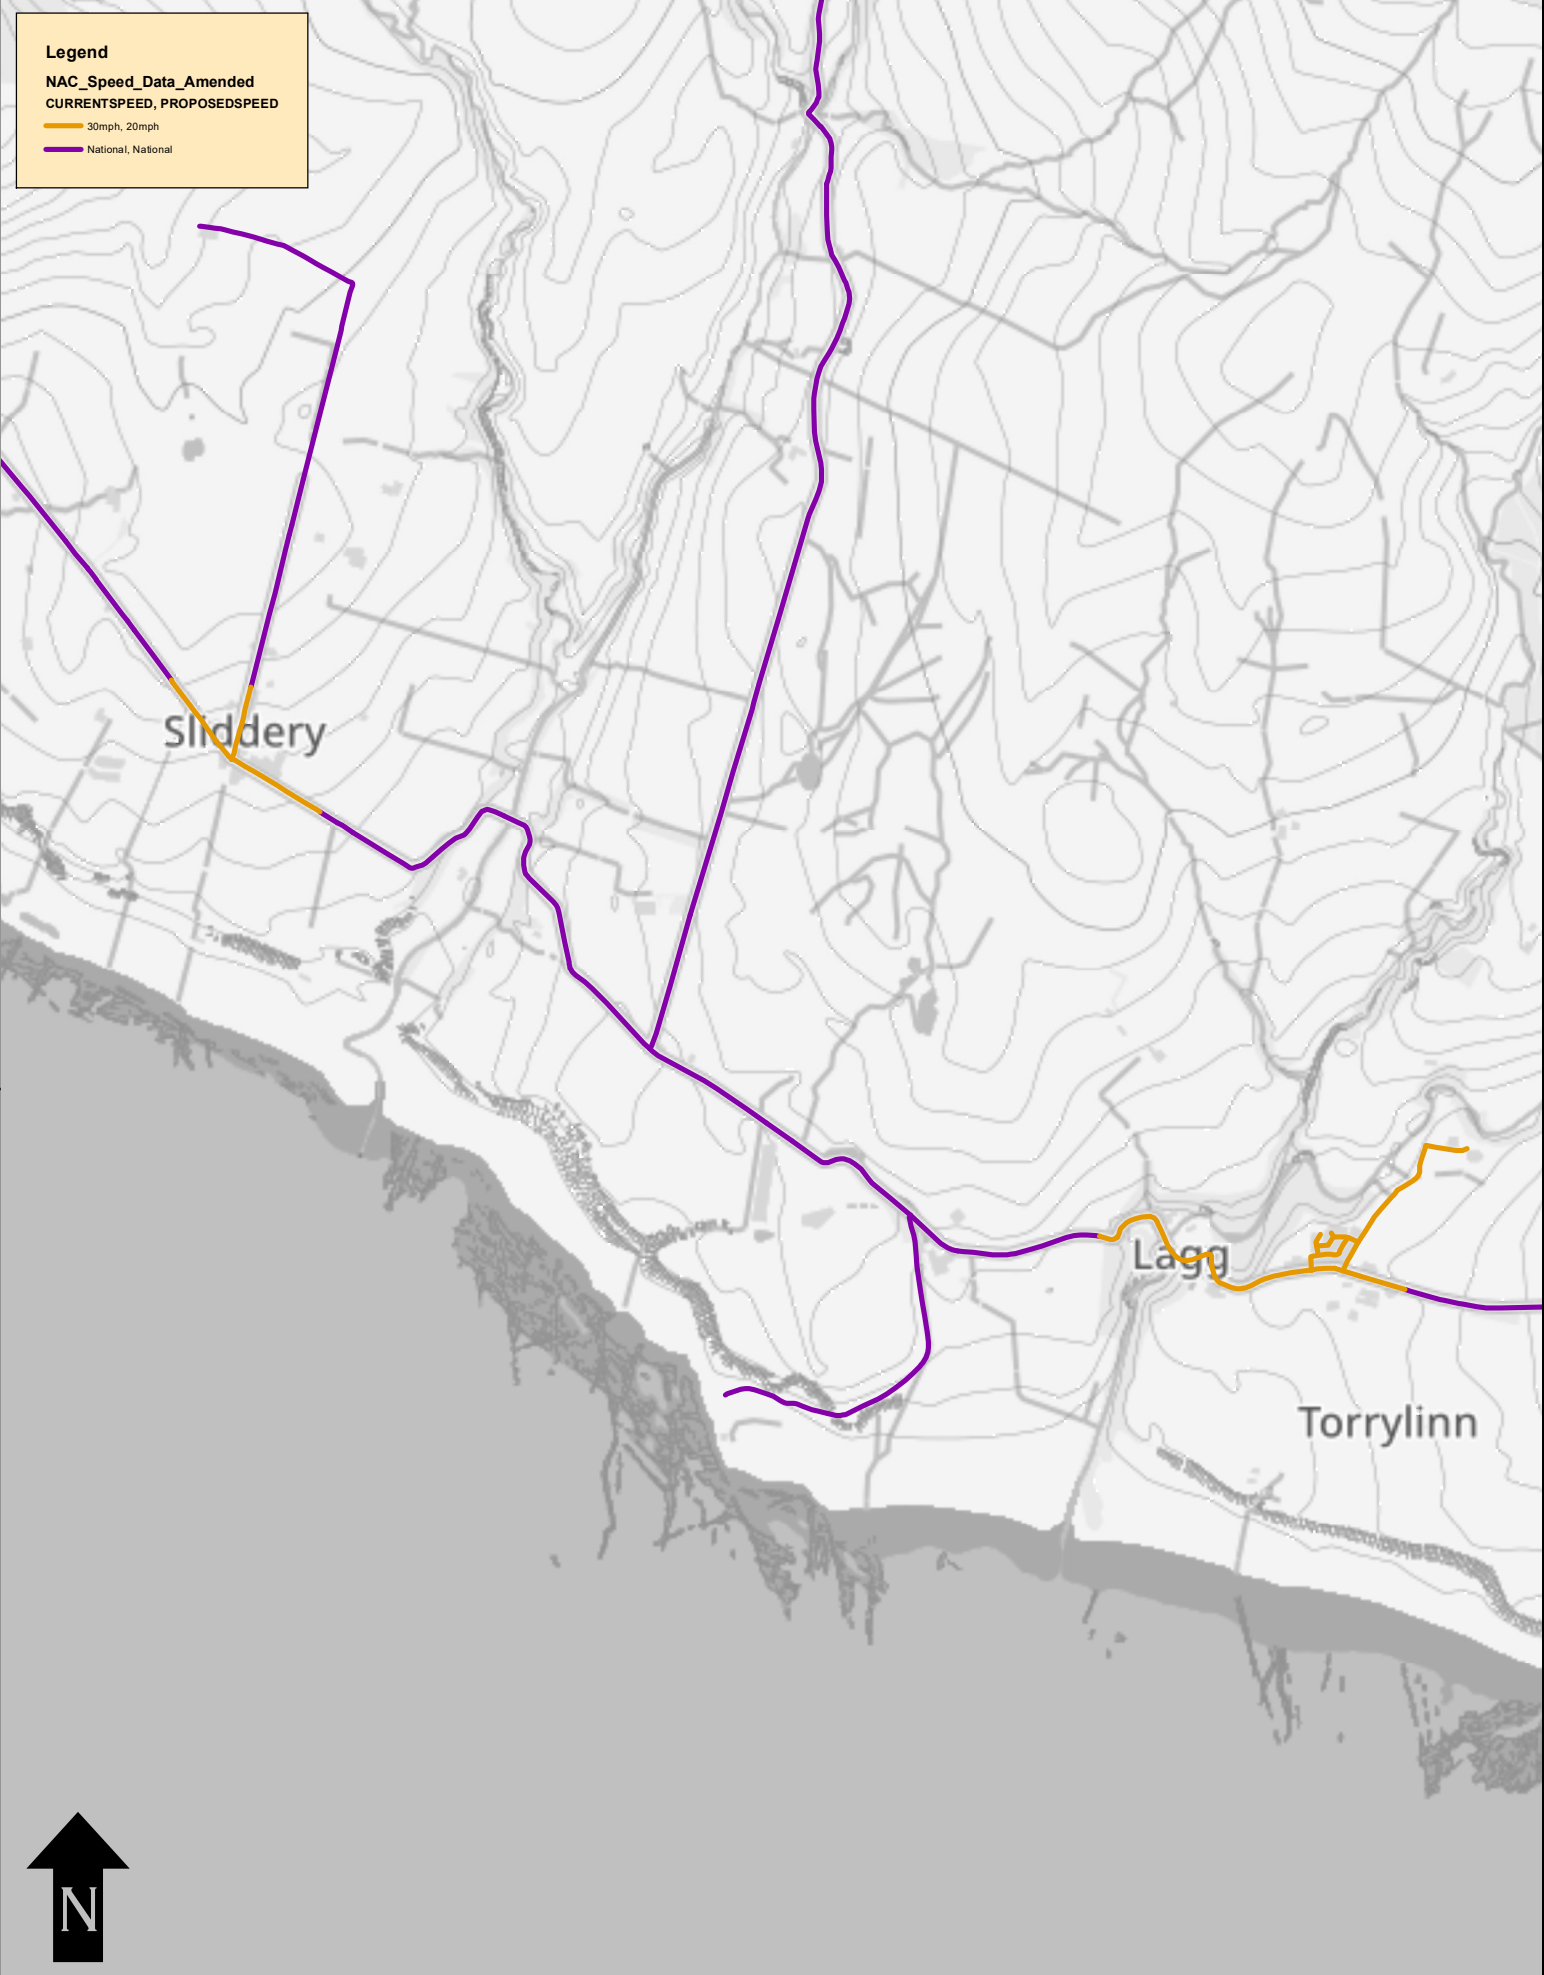 Legend
NAC_Speed_Data_Amended
CURRENTSPEED, PROPOSEDSPEED
30mph, 20mph
National, National
Sliddery
Lagg
Torrylinn
N